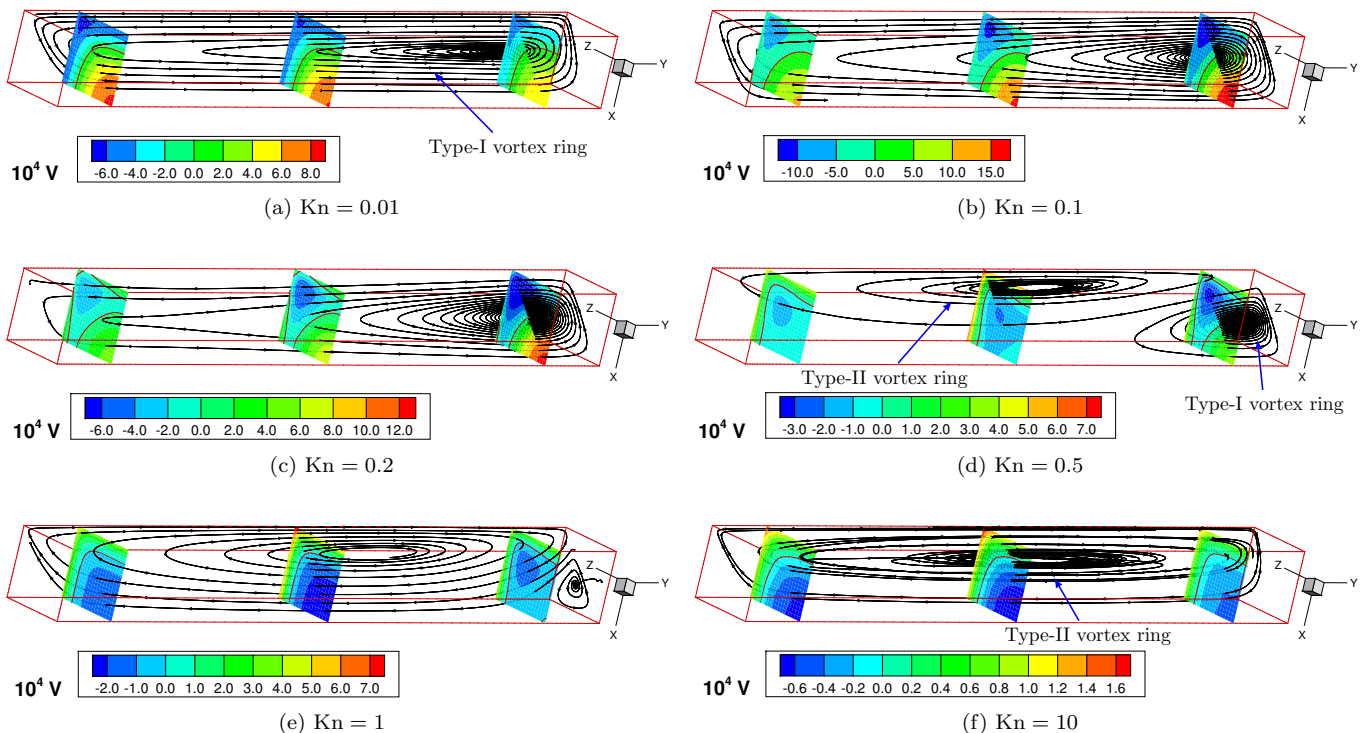 Z
Y
X
Type-I vortex ring
10⁴ V
-6.0 -4.0 -2.0 0.0 2.0 4.0 6.0 8.0
(a) Kn = 0.01
Z
Y
X
10⁴ V
-10.0 -5.0 0.0 5.0 10.0 15.0
(b) Kn = 0.1
Z
Y
X
10⁴ V
-6.0 -4.0 -2.0 0.0 2.0 4.0 6.0 8.0 10.0 12.0
(c) Kn = 0.2
Z
Y
X
Type-II vortex ring
Type-I vortex ring
10⁴ V
-3.0 -2.0 -1.0 0.0 1.0 2.0 3.0 4.0 5.0 6.0 7.0
(d) Kn = 0.5
Z
Y
X
10⁴ V
-2.0 -1.0 0.0 1.0 2.0 3.0 4.0 5.0 6.0 7.0
(e) Kn = 1
Z
Y
X
Type-II vortex ring
10⁴ V
-0.6 -0.4 -0.2 0.0 0.2 0.4 0.6 0.8 1.0 1.2 1.4 1.6
(f) Kn = 10